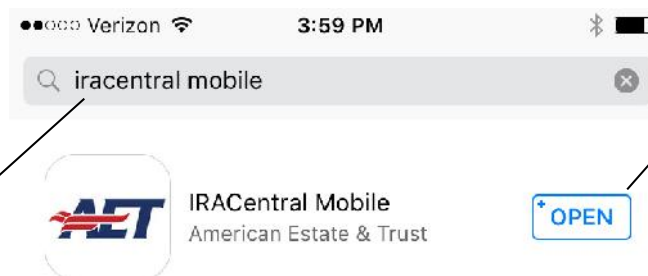 Verizon 3:59 PM
iracentral mobile
AET
IRACentral Mobile
American Estate & Trust
+ OPEN